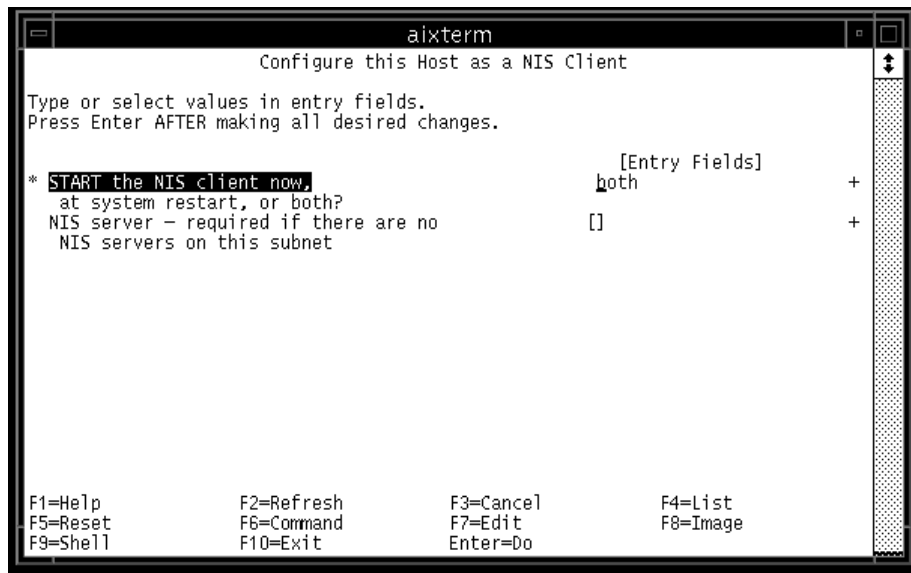 aixterm
Configure this Host as a NIS Client
Type or select values in entry fields.
Press Enter AFTER making all desired changes.
[Entry Fields]
* START the NIS client now, both +
at system restart, or both?
NIS server – required if there are no [] +
NIS servers on this subnet
F1=Help F2=Refresh F3=Cancel F4=List
F5=Reset F6=Command F7=Edit F8=Image
F9=Shell F10=Exit Enter=Do